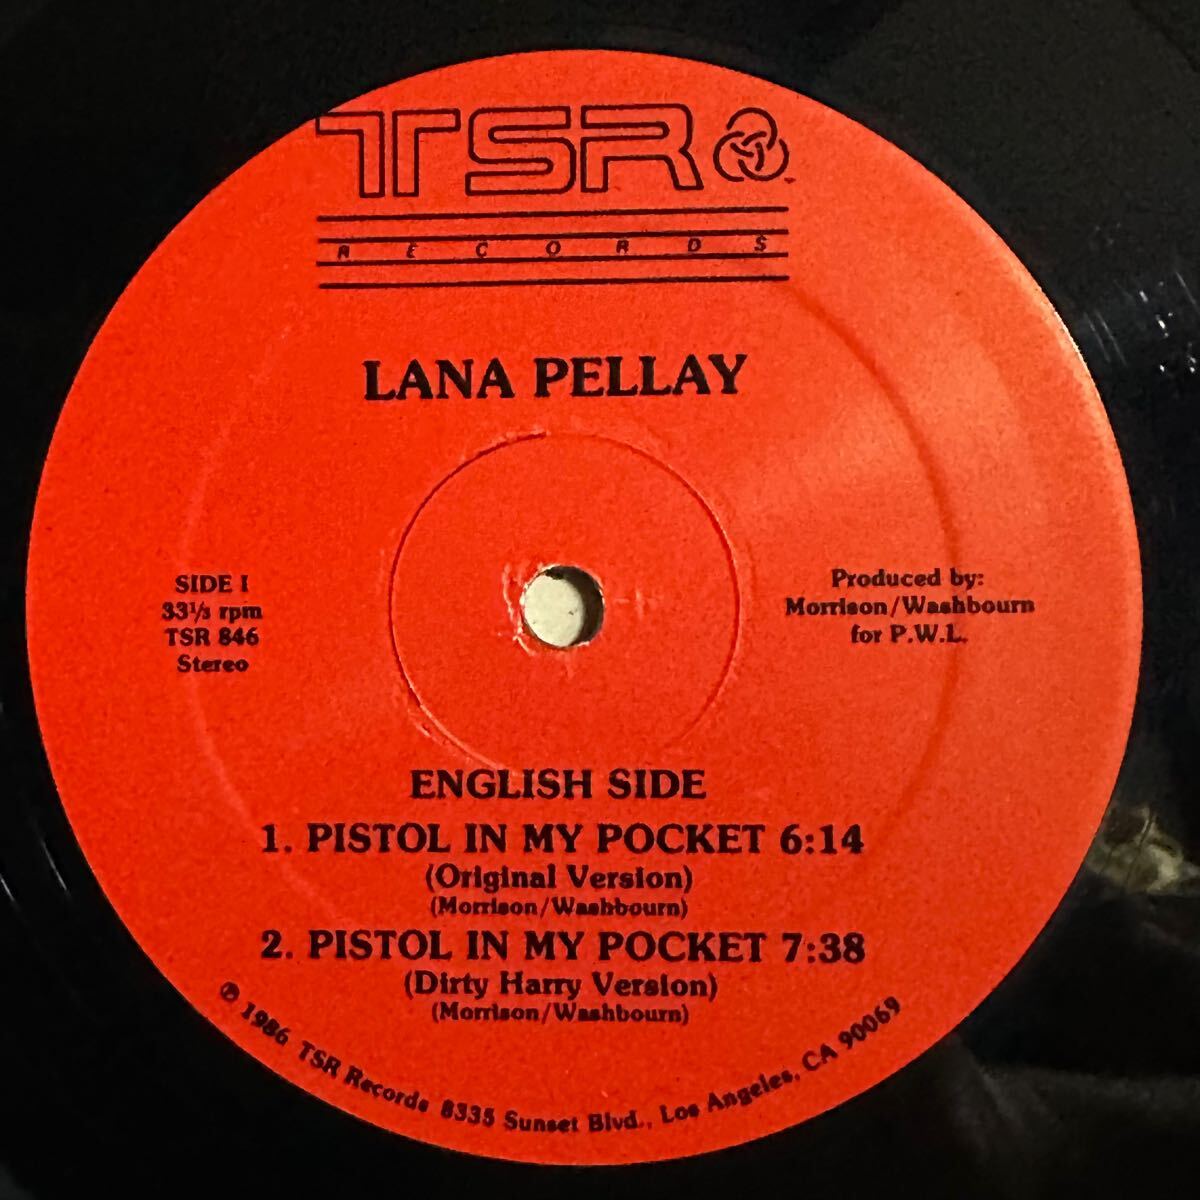 TSR
RECORDS
LANA PELLAY
SIDE I
33⅓ rpm
TSR 846
Stereo
Produced by:
Morrison/Washbourn
for P.W.L.
ENGLISH SIDE
1. PISTOL IN MY POCKET 6:14
(Original Version)
(Morrison/Washbourn)
2. PISTOL IN MY POCKET 7:38
(Dirty Harry Version)
(Morrison/Washbourn)
℗ 1986 TSR Records 8335 Sunset Blvd., Los Angeles, CA 90069